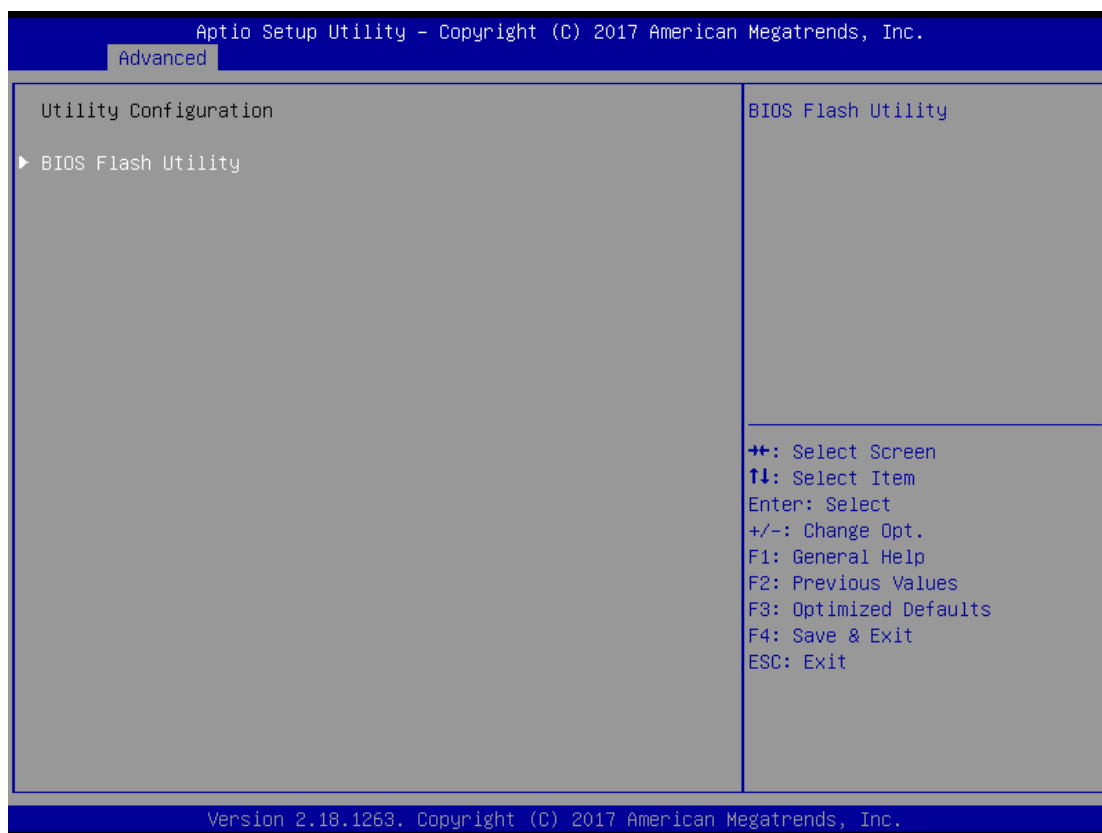 Aptio Setup Utility – Copyright (C) 2017 American Megatrends, Inc.
Advanced
Utility Configuration
▶ BIOS Flash Utility
BIOS Flash Utility
→←: Select Screen
↑↓: Select Item
Enter: Select
+/-: Change Opt.
F1: General Help
F2: Previous Values
F3: Optimized Defaults
F4: Save & Exit
ESC: Exit
Version 2.18.1263. Copyright (C) 2017 American Megatrends, Inc.